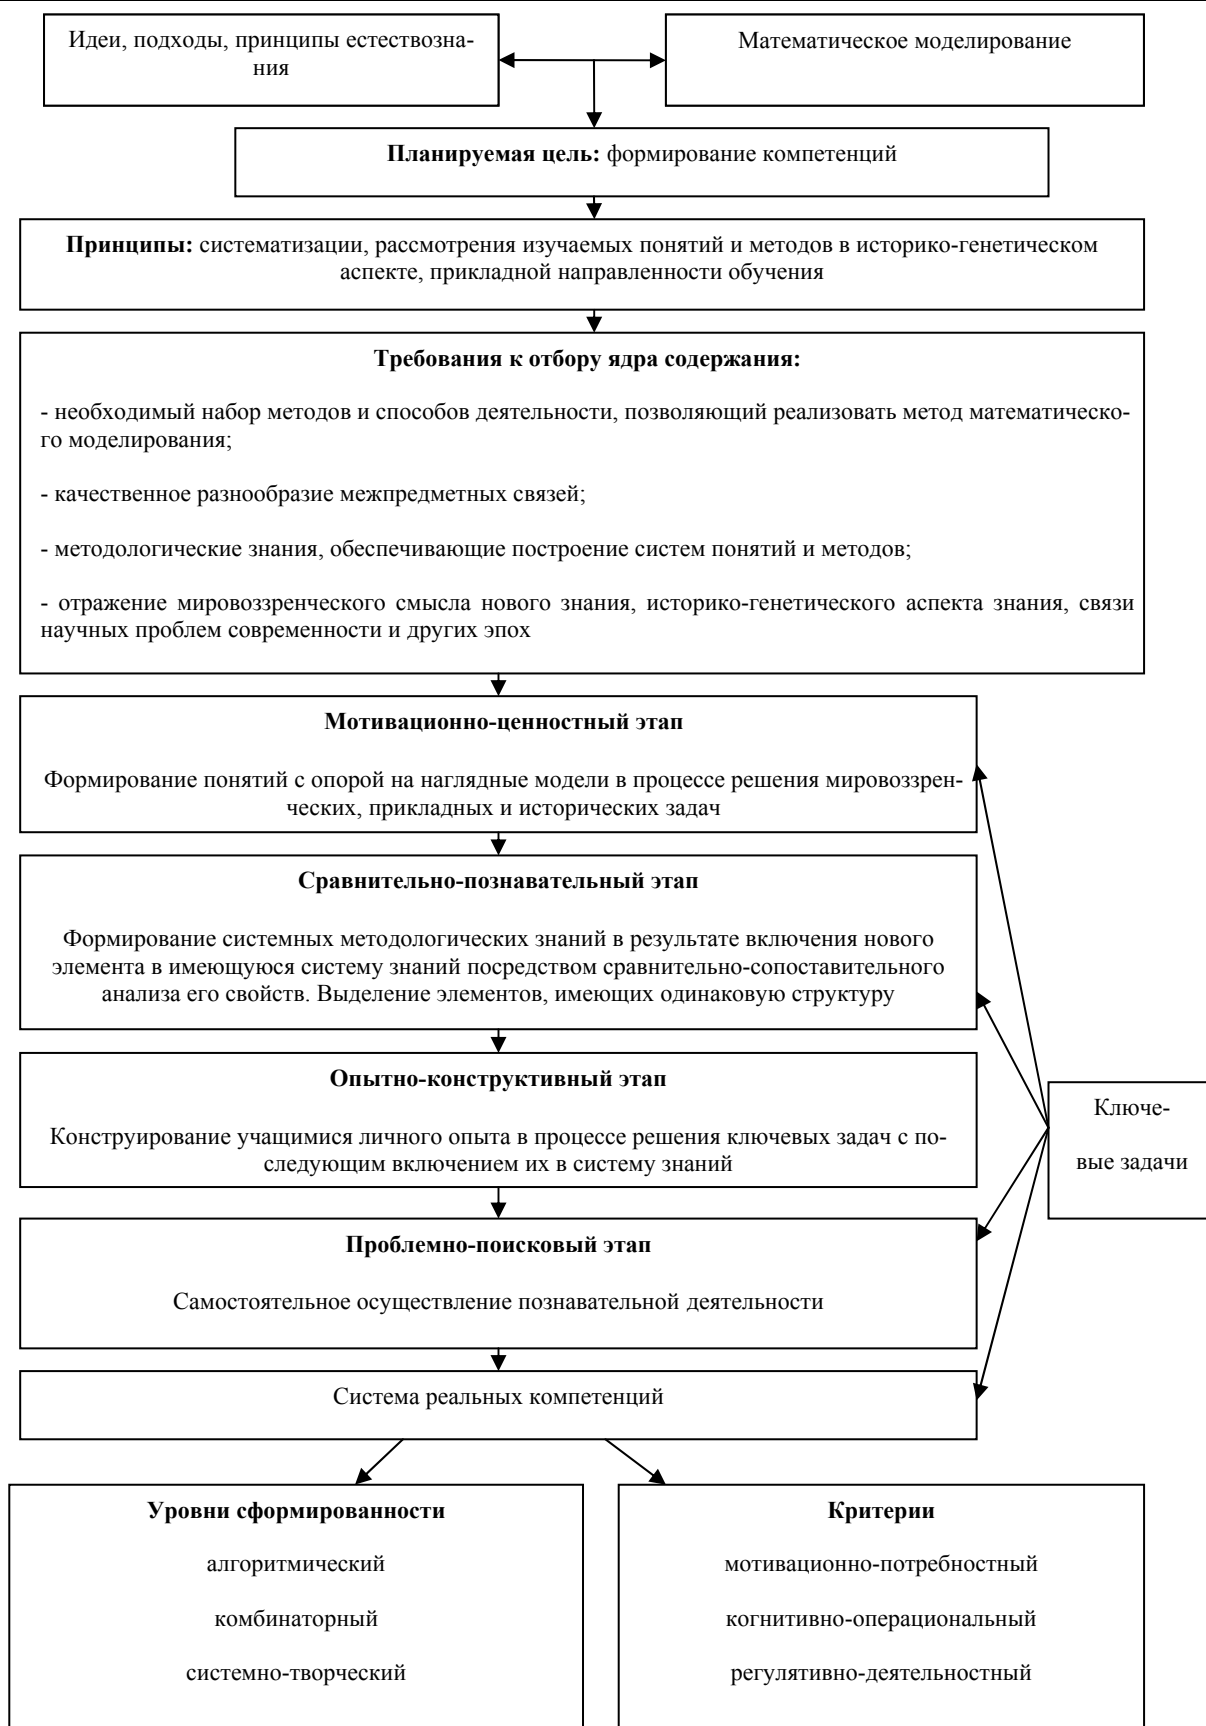 Идеи, подходы, принципы естествозна-
ния
Математическое моделирование
Планируемая цель: формирование компетенций
Принципы: систематизации, рассмотрения изучаемых понятий и методов в историко-генетическом
аспекте, прикладной направленности обучения
Требования к отбору ядра содержания:
- необходимый набор методов и способов деятельности, позволяющий реализовать метод математическо-
го моделирования;
- качественное разнообразие межпредметных связей;
- методологические знания, обеспечивающие построение систем понятий и методов;
- отражение мировоззренческого смысла нового знания, историко-генетического аспекта знания, связи
научных проблем современности и других эпох
Мотивационно-ценностный этап
Формирование понятий с опорой на наглядные модели в процессе решения мировоззрен-
ческих, прикладных и исторических задач
Сравнительно-познавательный этап
Формирование системных методологических знаний в результате включения нового
элемента в имеющуюся систему знаний посредством сравнительно-сопоставительного
анализа его свойств. Выделение элементов, имеющих одинаковую структуру
Опытно-конструктивный этап
Конструирование учащимися личного опыта в процессе решения ключевых задач с по-
следующим включением их в систему знаний
Ключе-
вые задачи
Проблемно-поисковый этап
Самостоятельное осуществление познавательной деятельности
Система реальных компетенций
Уровни сформированности
алгоритмический
комбинаторный
системно-творческий
Критерии
мотивационно-потребностный
когнитивно-операциональный
регулятивно-деятельностный